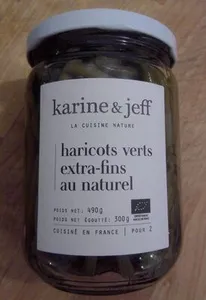 karine & jeff
LA CUISINE NATURE
haricots verts
extra-fins
au naturel
POIDS NET: 490g
POIDS NET ÉGOUTTÉ: 300g
CUISINÉ EN FRANCE | POUR 2